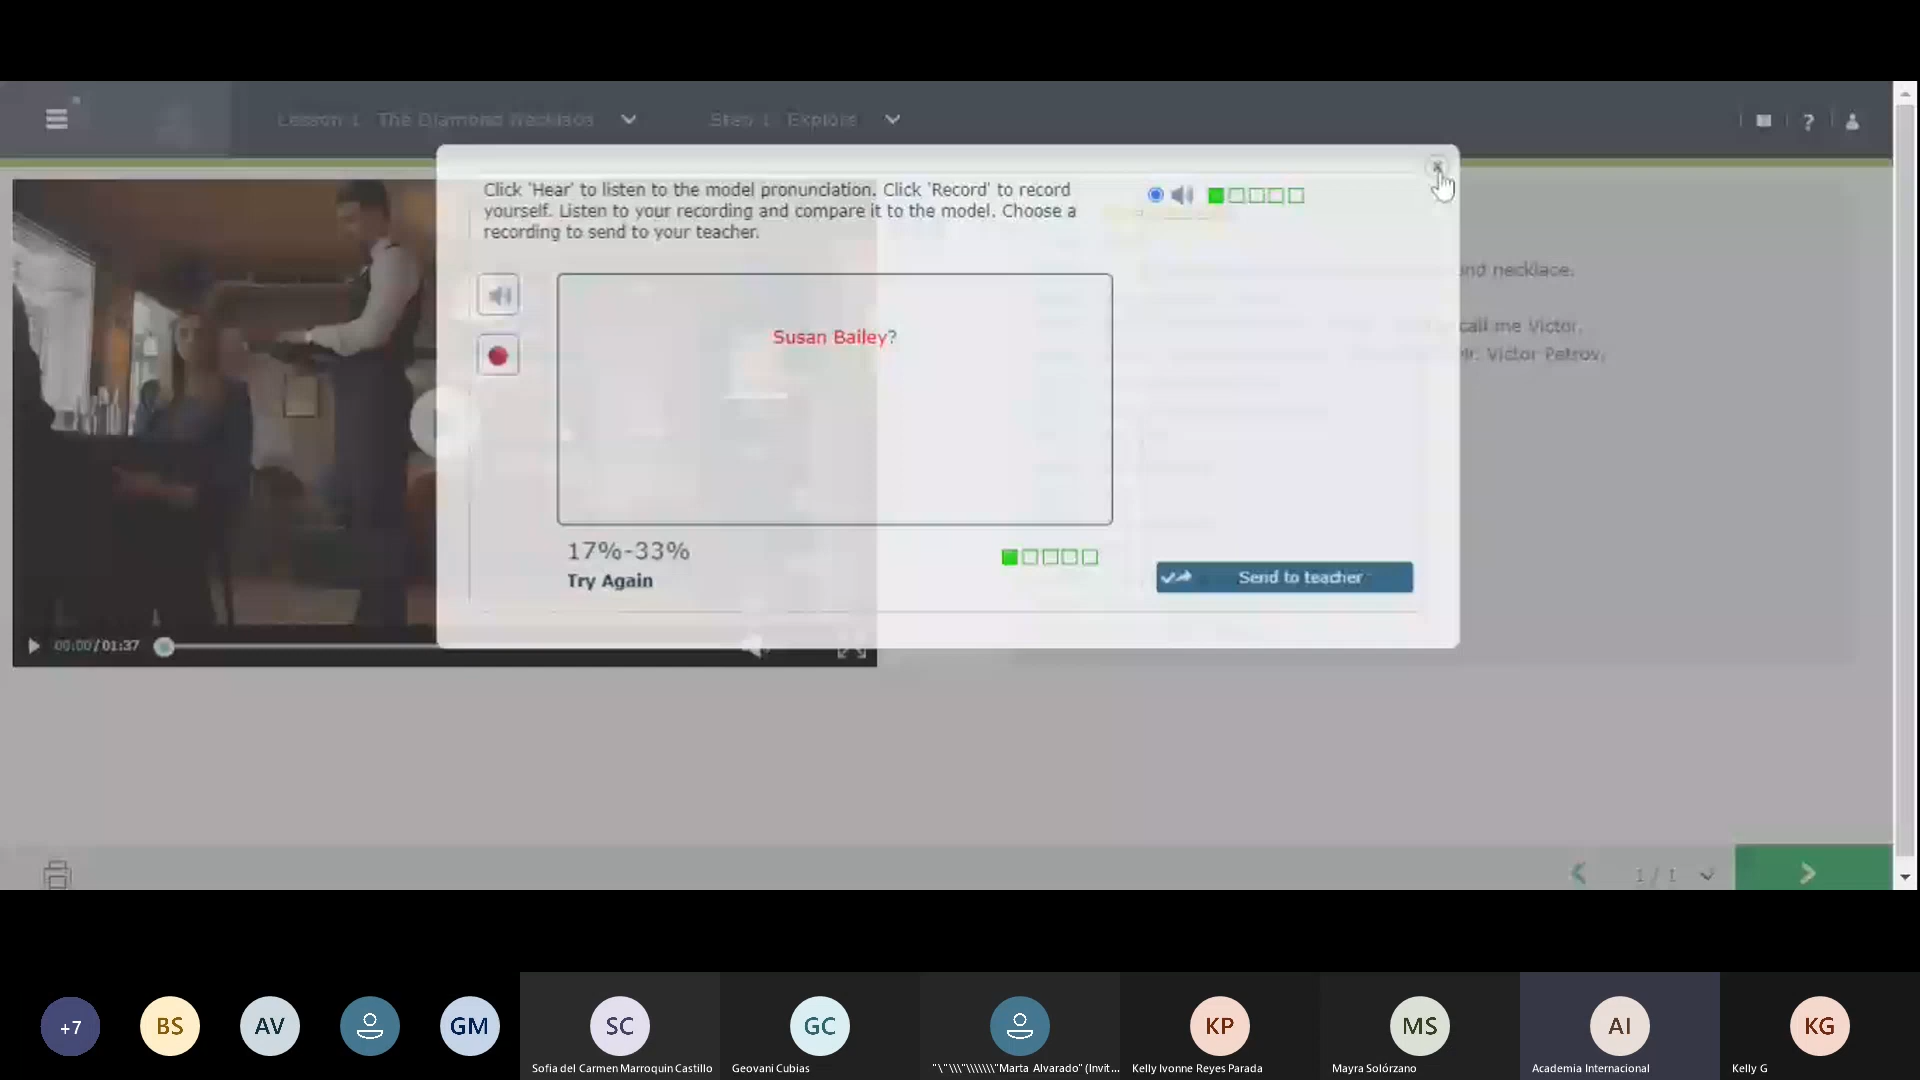 Lesson 1 The Diamond Necklace
Step 1 Explore
?
Click 'Hear' to listen to the model pronunciation. Click 'Record' to record
yourself. Listen to your recording and compare it to the model. Choose a
recording to send to your teacher.
necklace.
call me Victor.
Mr. Victor Petrov.
Susan Bailey?
17%-33%
Try Again
Send to teacher
00:00/01:37
1 / 1
+7
BS
AV
GM
SC
GC
KP
MS
AI
KG
Sofia del Carmen Marroquin Castillo
Geovani Cubias
"\"\\\"\\\\\\\"Marta Alvarado" (Invit...
Kelly Ivonne Reyes Parada
Mayra Solórzano
Academia Internacional
Kelly G